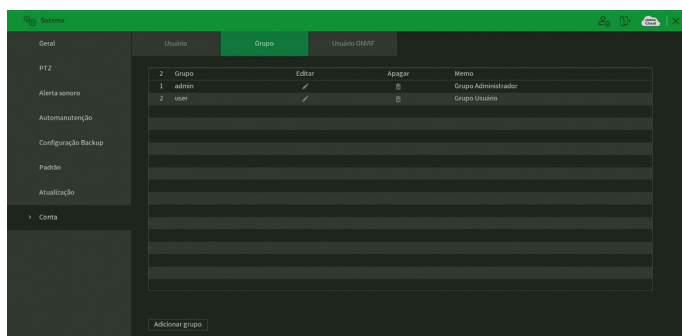 Sistema
Geral
PTZ
Alerta sonoro
Automanutenção
Configuração Backup
Padrão
Atualização
> Conta
Usuário Grupo Usuário ONVIF
2 Grupo Editar Apagar Memo
1 admin Grupo Administrador
2 user Grupo Usuário
Adicionar grupo